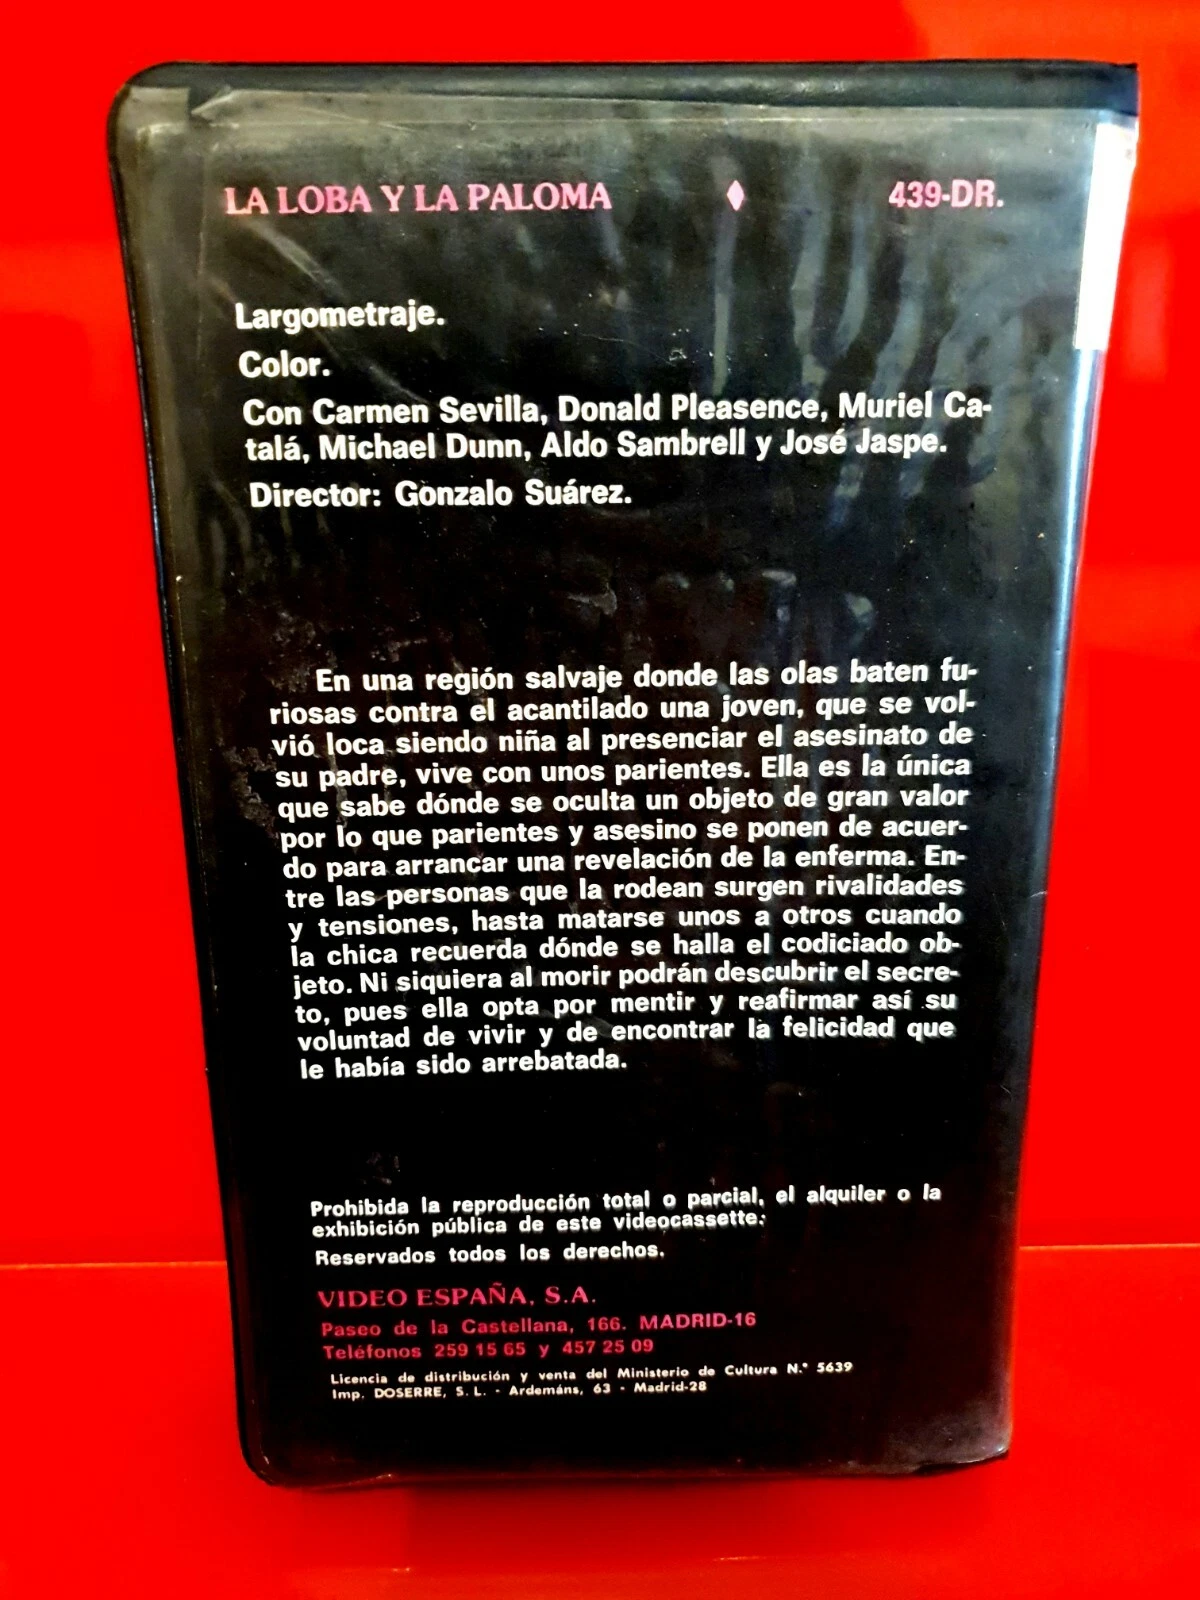 LA LOBA Y LA PALOMA ♦ 439-DR.
Largometraje.
Color.
Con Carmen Sevilla, Donald Pleasence, Muriel Ca-
talá, Michael Dunn, Aldo Sambrell y José Jaspe.
Director: Gonzalo Suárez.
En una región salvaje donde las olas baten fu-
riosas contra el acantilado una joven, que se vol-
vió loca siendo niña al presenciar el asesinato de
su padre, vive con unos parientes. Ella es la única
que sabe dónde se oculta un objeto de gran valor
por lo que parientes y asesino se ponen de acuer-
do para arrancar una revelación de la enferma. En-
tre las personas que la rodean surgen rivalidades
y tensiones, hasta matarse unos a otros cuando
la chica recuerda dónde se halla el codiciado ob-
jeto. Ni siquiera al morir podrán descubrir el secre-
to, pues ella opta por mentir y reafirmar así su
voluntad de vivir y de encontrar la felicidad que
le había sido arrebatada.
Prohibida la reproducción total o parcial, el alquiler o la
exhibición pública de este videocassette.
Reservados todos los derechos.
VIDEO ESPAÑA, S.A.
Paseo de la Castellana, 166. MADRID-16
Teléfonos 259 15 65 y 457 25 09
Licencia de distribución y venta del Ministerio de Cultura N.° 5639
Imp. DOSERRE, S. L. - Ardemáns, 63 - Madrid-28